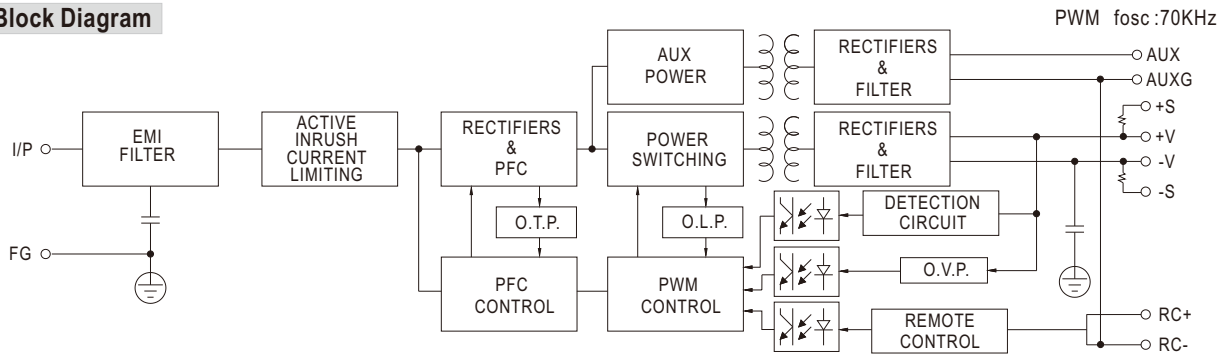 Block Diagram
PWM fosc :70KHz
AUX
POWER
RECTIFIERS
&
FILTER
AUX
AUXG
+S
+V
-V
-S
I/P
EMI
FILTER
ACTIVE
INRUSH
CURRENT
LIMITING
RECTIFIERS
&
PFC
POWER
SWITCHING
RECTIFIERS
&
FILTER
DETECTION
CIRCUIT
O.T.P.
O.L.P.
FG
PFC
CONTROL
PWM
CONTROL
O.V.P.
REMOTE
CONTROL
RC+
RC-